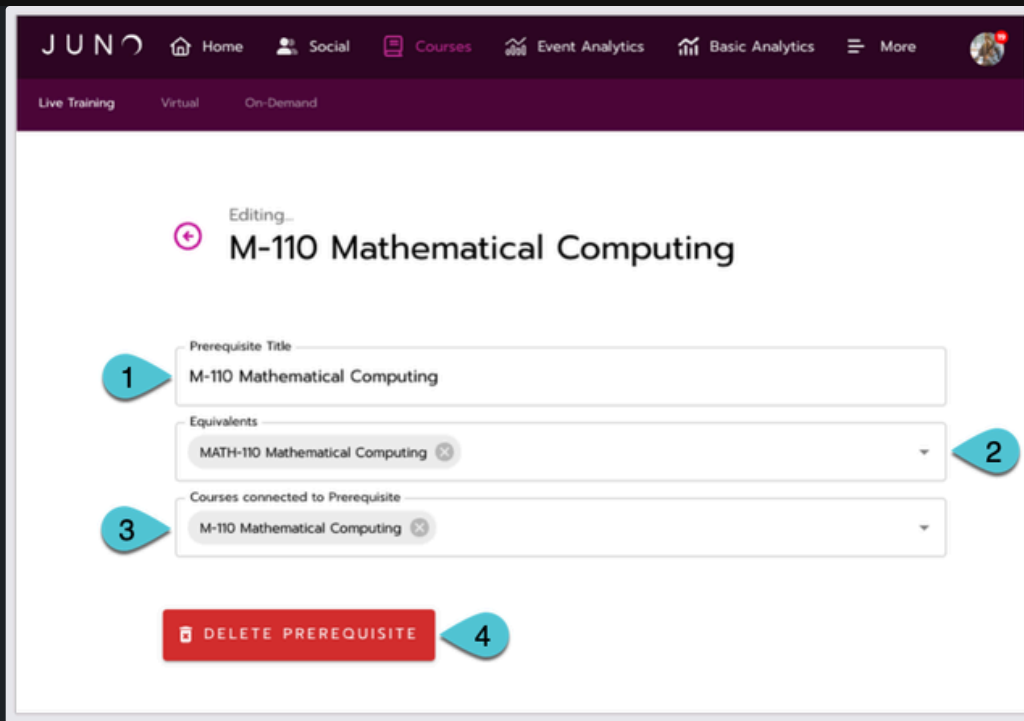 JUNO Home Social Courses Event Analytics Basic Analytics More
Live Training Virtual On-Demand
Editing...
M-110 Mathematical Computing
Prerequisite Title
1 M-110 Mathematical Computing
Equivalents
MATH-110 Mathematical Computing 2
Courses connected to Prerequisite
3 M-110 Mathematical Computing
DELETE PREREQUISITE 4